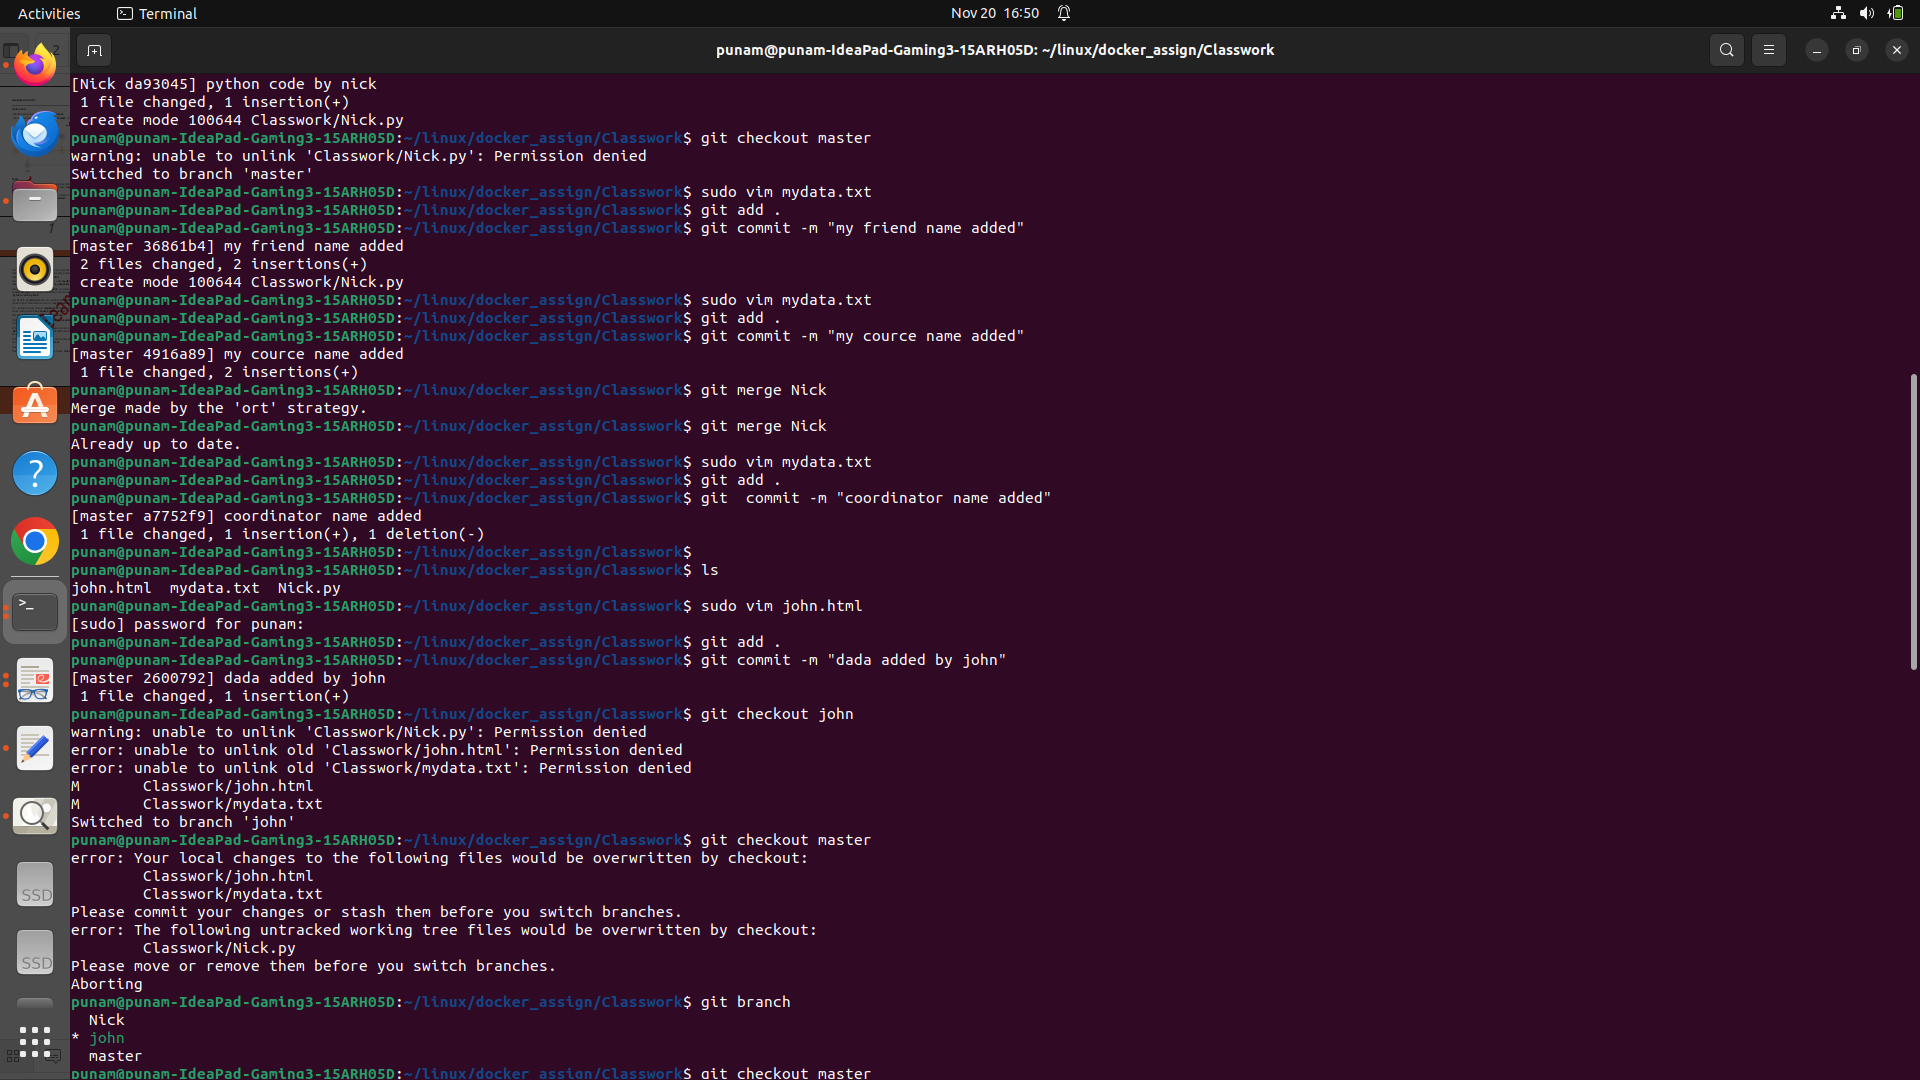 Activities
Terminal
Nov 20 16:50
punam@punam-IdeaPad-Gaming3-15ARH05D: ~/linux/docker_assign/Classwork
[Nick da93045] python code by nick
 1 file changed, 1 insertion(+)
 create mode 100644 Classwork/Nick.py
punam@punam-IdeaPad-Gaming3-15ARH05D:~/linux/docker_assign/Classwork$ git checkout master
warning: unable to unlink 'Classwork/Nick.py': Permission denied
Switched to branch 'master'
punam@punam-IdeaPad-Gaming3-15ARH05D:~/linux/docker_assign/Classwork$ sudo vim mydata.txt
punam@punam-IdeaPad-Gaming3-15ARH05D:~/linux/docker_assign/Classwork$ git add .
punam@punam-IdeaPad-Gaming3-15ARH05D:~/linux/docker_assign/Classwork$ git commit -m "my friend name added"
[master 36861b4] my friend name added
 2 files changed, 2 insertions(+)
 create mode 100644 Classwork/Nick.py
punam@punam-IdeaPad-Gaming3-15ARH05D:~/linux/docker_assign/Classwork$ sudo vim mydata.txt
punam@punam-IdeaPad-Gaming3-15ARH05D:~/linux/docker_assign/Classwork$ git add .
punam@punam-IdeaPad-Gaming3-15ARH05D:~/linux/docker_assign/Classwork$ git commit -m "my cource name added"
[master 4916a89] my cource name added
 1 file changed, 2 insertions(+)
punam@punam-IdeaPad-Gaming3-15ARH05D:~/linux/docker_assign/Classwork$ git merge Nick
Merge made by the 'ort' strategy.
punam@punam-IdeaPad-Gaming3-15ARH05D:~/linux/docker_assign/Classwork$ git merge Nick
Already up to date.
punam@punam-IdeaPad-Gaming3-15ARH05D:~/linux/docker_assign/Classwork$ sudo vim mydata.txt
punam@punam-IdeaPad-Gaming3-15ARH05D:~/linux/docker_assign/Classwork$ git add .
punam@punam-IdeaPad-Gaming3-15ARH05D:~/linux/docker_assign/Classwork$ git  commit -m "coordinator name added"
[master a7752f9] coordinator name added
 1 file changed, 1 insertion(+), 1 deletion(-)
punam@punam-IdeaPad-Gaming3-15ARH05D:~/linux/docker_assign/Classwork$
punam@punam-IdeaPad-Gaming3-15ARH05D:~/linux/docker_assign/Classwork$ ls
john.html  mydata.txt  Nick.py
punam@punam-IdeaPad-Gaming3-15ARH05D:~/linux/docker_assign/Classwork$ sudo vim john.html
[sudo] password for punam:
punam@punam-IdeaPad-Gaming3-15ARH05D:~/linux/docker_assign/Classwork$ git add .
punam@punam-IdeaPad-Gaming3-15ARH05D:~/linux/docker_assign/Classwork$ git commit -m "dada added by john"
[master 2600792] dada added by john
 1 file changed, 1 insertion(+)
punam@punam-IdeaPad-Gaming3-15ARH05D:~/linux/docker_assign/Classwork$ git checkout john
warning: unable to unlink 'Classwork/Nick.py': Permission denied
error: unable to unlink old 'Classwork/john.html': Permission denied
error: unable to unlink old 'Classwork/mydata.txt': Permission denied
M       Classwork/john.html
M       Classwork/mydata.txt
Switched to branch 'john'
punam@punam-IdeaPad-Gaming3-15ARH05D:~/linux/docker_assign/Classwork$ git checkout master
error: Your local changes to the following files would be overwritten by checkout:
        Classwork/john.html
        Classwork/mydata.txt
Please commit your changes or stash them before you switch branches.
error: The following untracked working tree files would be overwritten by checkout:
        Classwork/Nick.py
Please move or remove them before you switch branches.
Aborting
punam@punam-IdeaPad-Gaming3-15ARH05D:~/linux/docker_assign/Classwork$ git branch
  Nick
* john
  master
punam@punam-IdeaPad-Gaming3-15ARH05D:~/linux/docker_assign/Classwork$ git checkout master
SSD
SSD